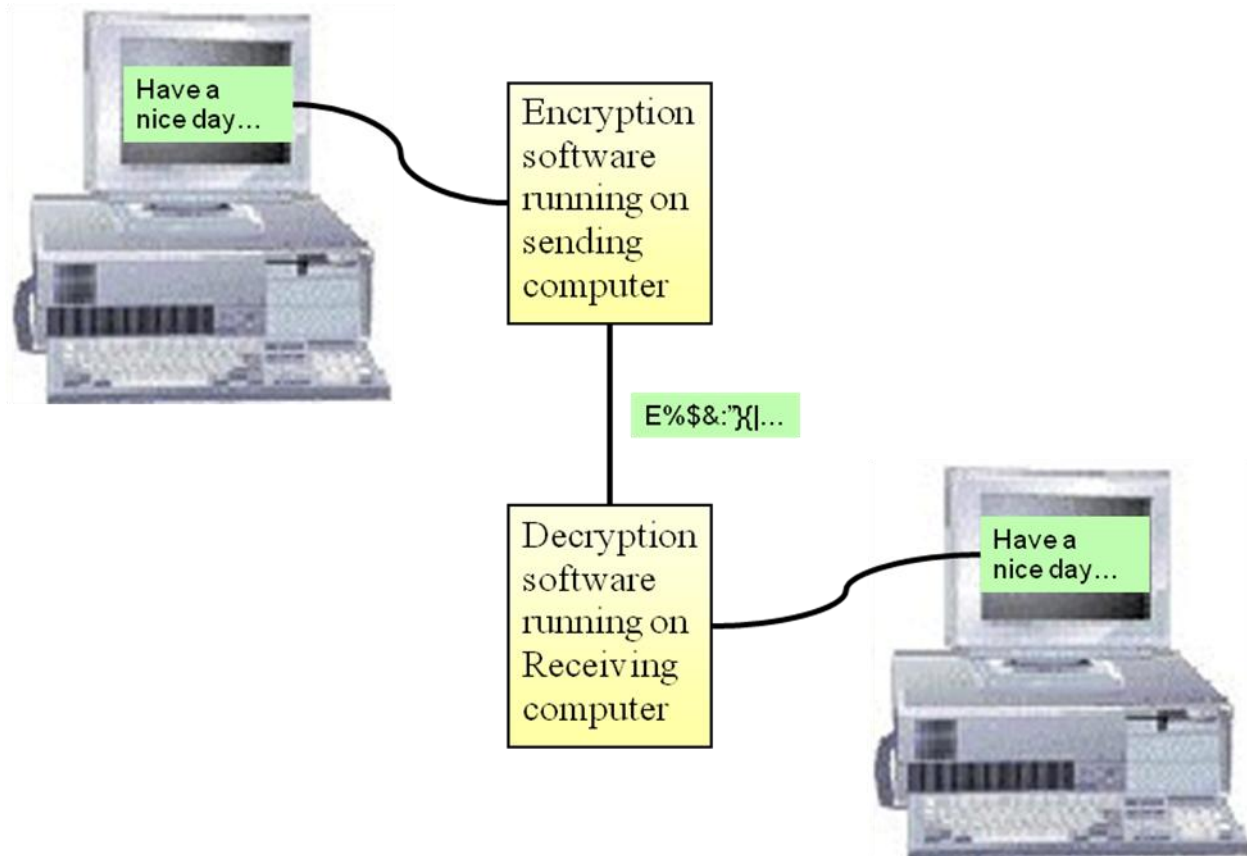 Have a
nice day…
Encryption
software
running on
sending
computer
E%$&:”}{|…
Decryption
software
running on
Receiving
computer
Have a
nice day…